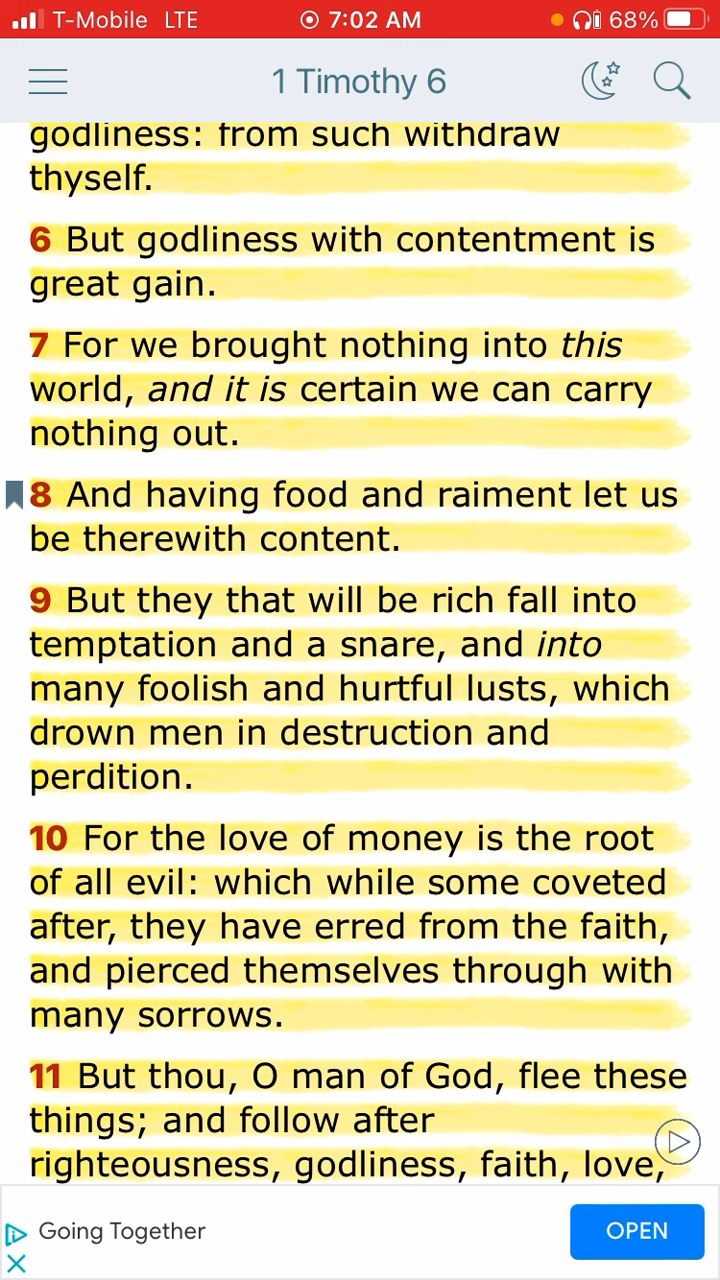 T-Mobile LTE 7:02 AM 68%
1 Timothy 6
godliness: from such withdraw
thyself.
6 But godliness with contentment is
great gain.
7 For we brought nothing into this
world, and it is certain we can carry
nothing out.
8 And having food and raiment let us
be therewith content.
9 But they that will be rich fall into
temptation and a snare, and into
many foolish and hurtful lusts, which
drown men in destruction and
perdition.
10 For the love of money is the root
of all evil: which while some coveted
after, they have erred from the faith,
and pierced themselves through with
many sorrows.
11 But thou, O man of God, flee these
things; and follow after
righteousness, godliness, faith, love,
Going Together
OPEN